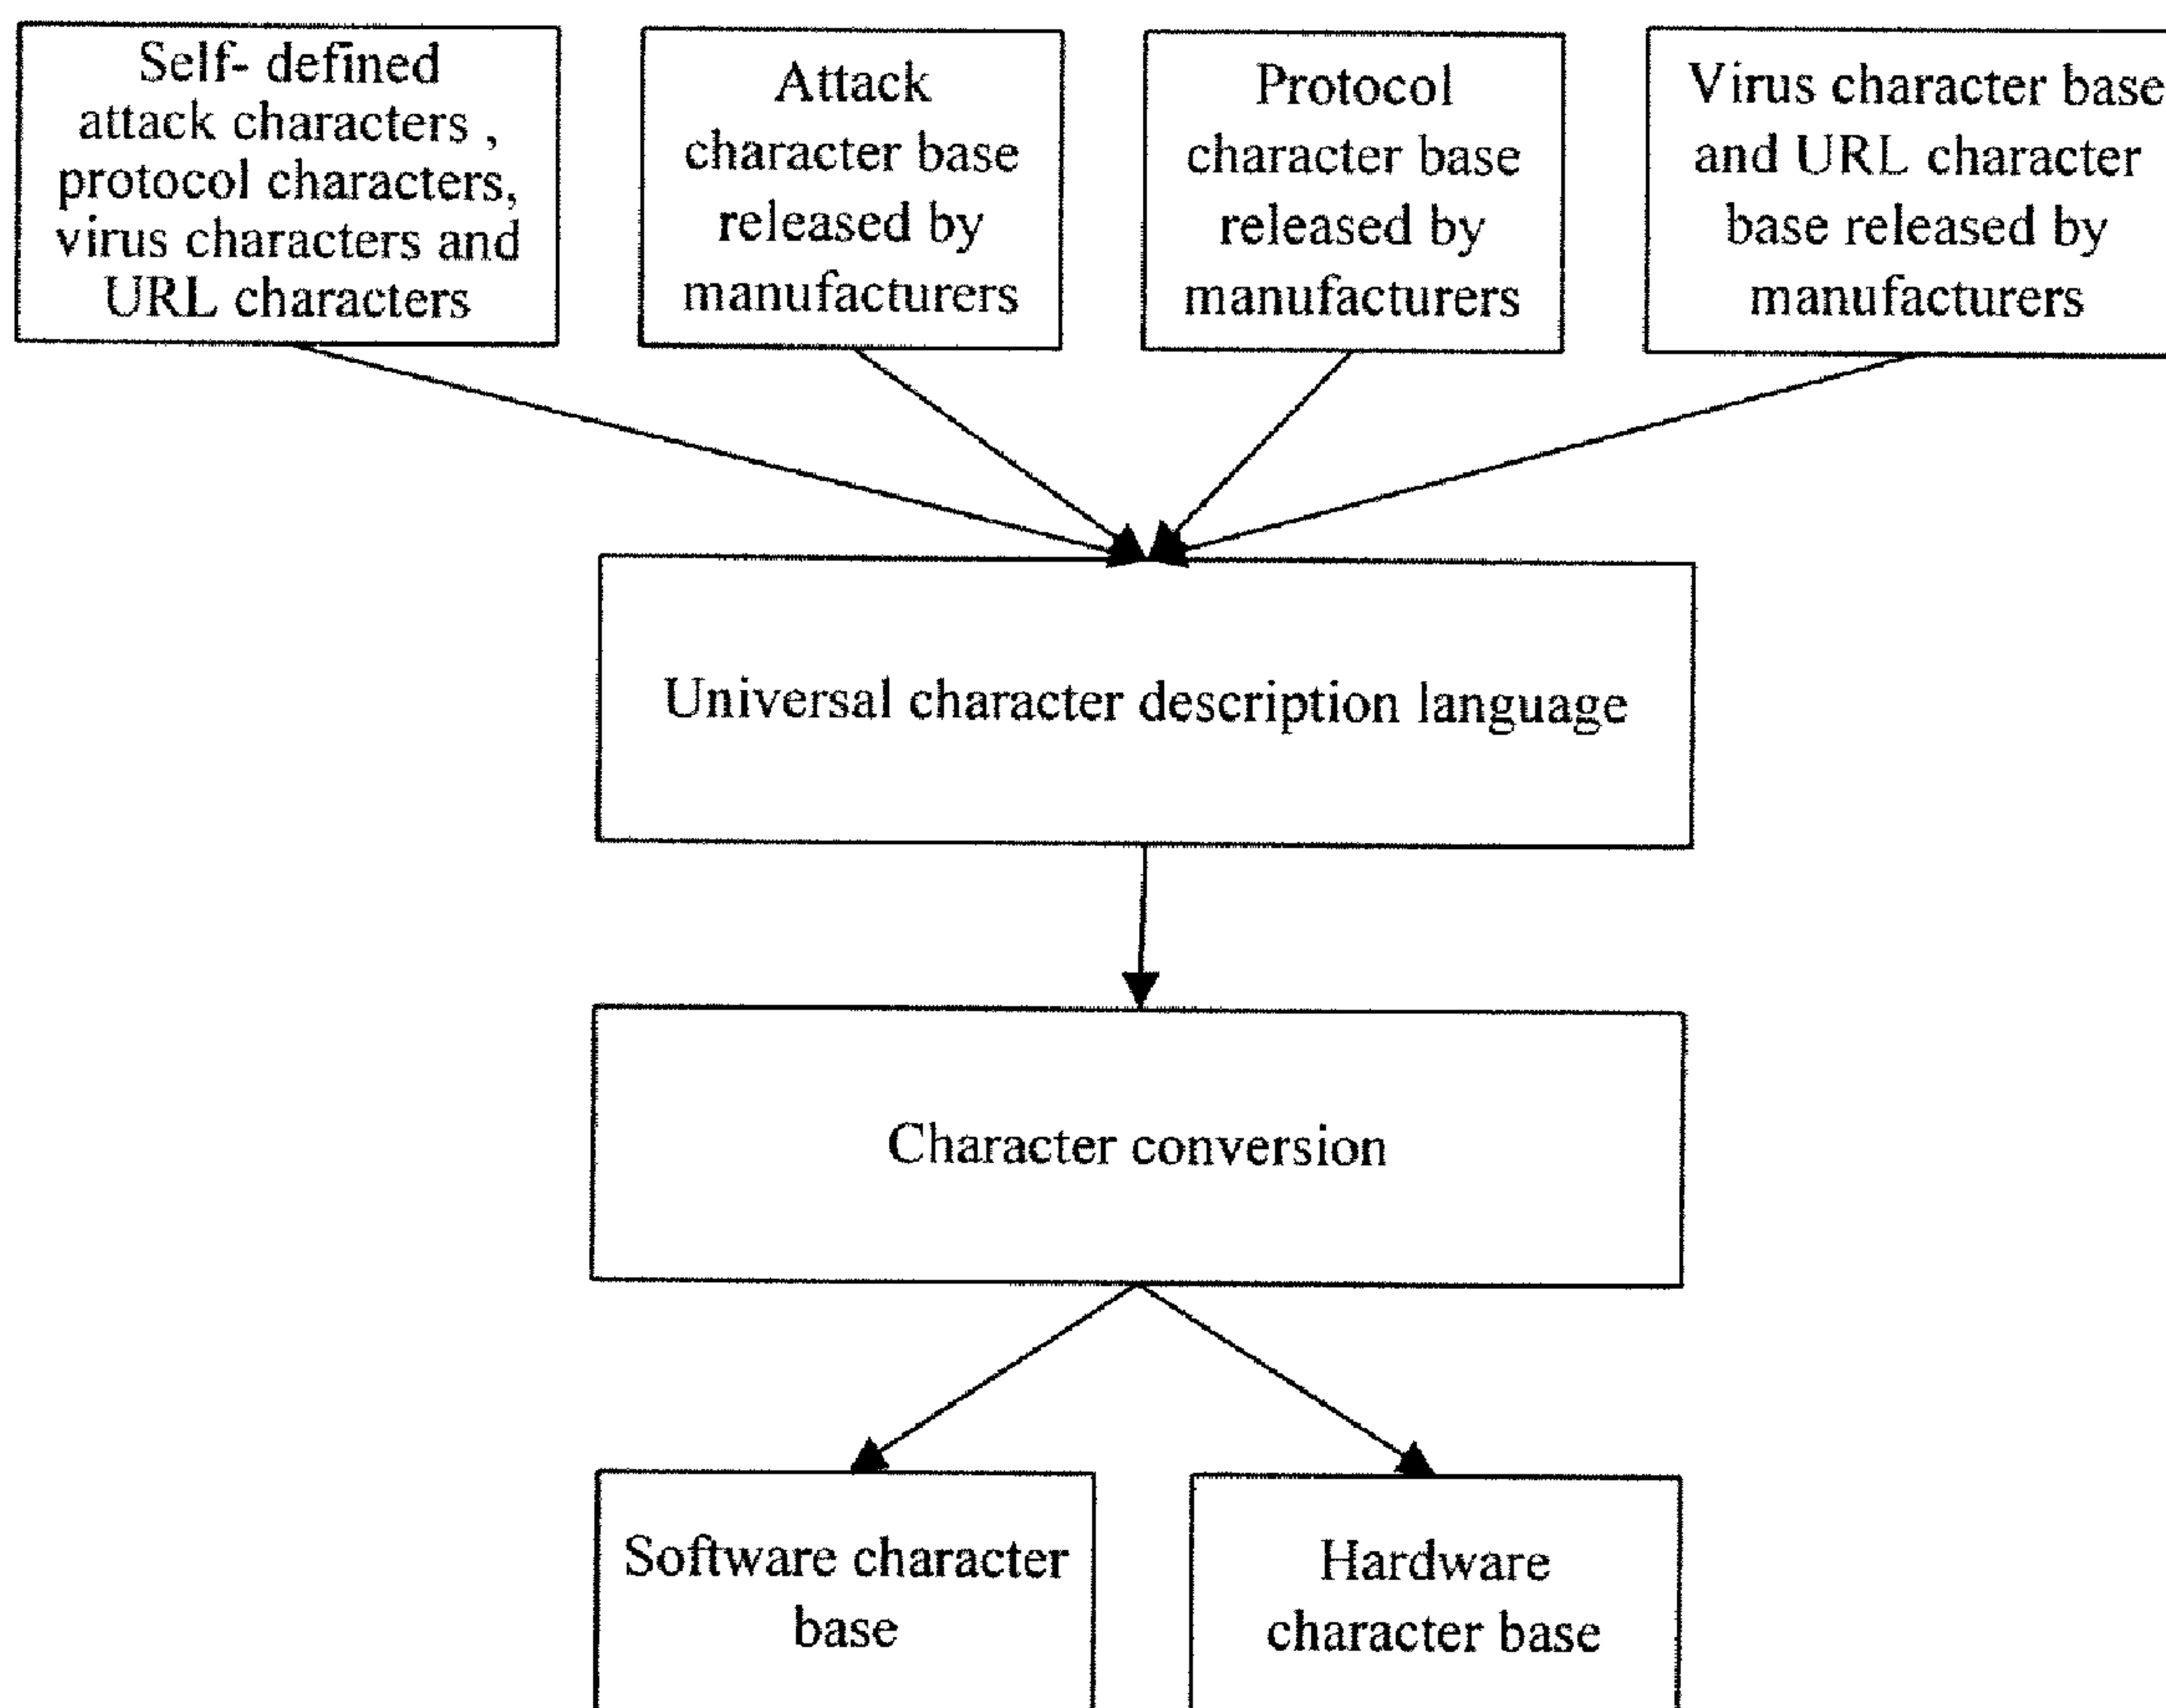 Self- defined
attack characters ,
protocol characters,
virus characters and
URL characters
Attack
character base
released by
manufacturers
Protocol
character base
released by
manufacturers
Virus character base
and URL character
base released by
manufacturers
Universal character description language
Character conversion
Software character
base
Hardware
character base